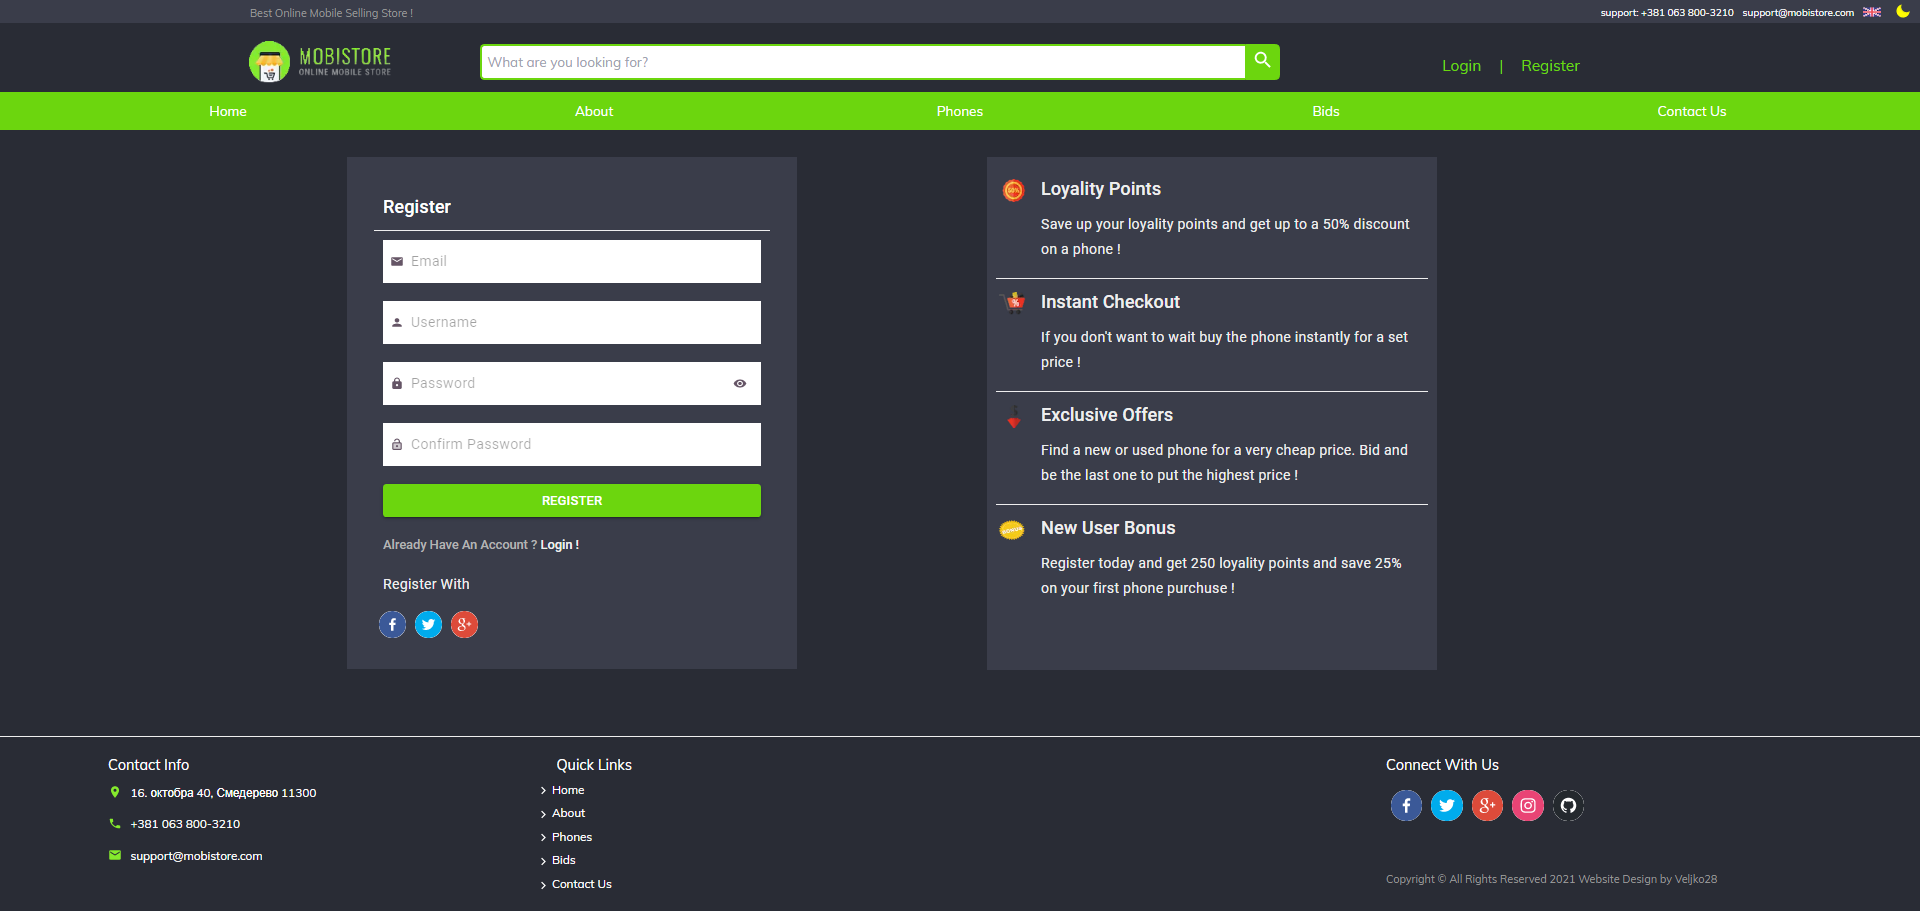 Best Online Mobile Selling Store !
support: +381 063 800-3210 support@mobistore.com
MOBISTORE
ONLINE MOBILE STORE
What are you looking for?
Login | Register
Home About Phones Bids Contact Us
Register
Email
Username
Password
Confirm Password
REGISTER
Already Have An Account ? Login !
Register With
50%
Loyality Points
Save up your loyality points and get up to a 50% discount
on a phone !
%
Instant Checkout
If you don't want to wait buy the phone instantly for a set
price !
Exclusive Offers
Find a new or used phone for a very cheap price. Bid and
be the last one to put the highest price !
BONUS
New User Bonus
Register today and get 250 loyality points and save 25%
on your first phone purchuse !
Contact Info
16. октобра 40, Смедерево 11300
+381 063 800-3210
support@mobistore.com
Quick Links
Home
About
Phones
Bids
Contact Us
Connect With Us
Copyright © All Rights Reserved 2021 Website Design by Veljko28